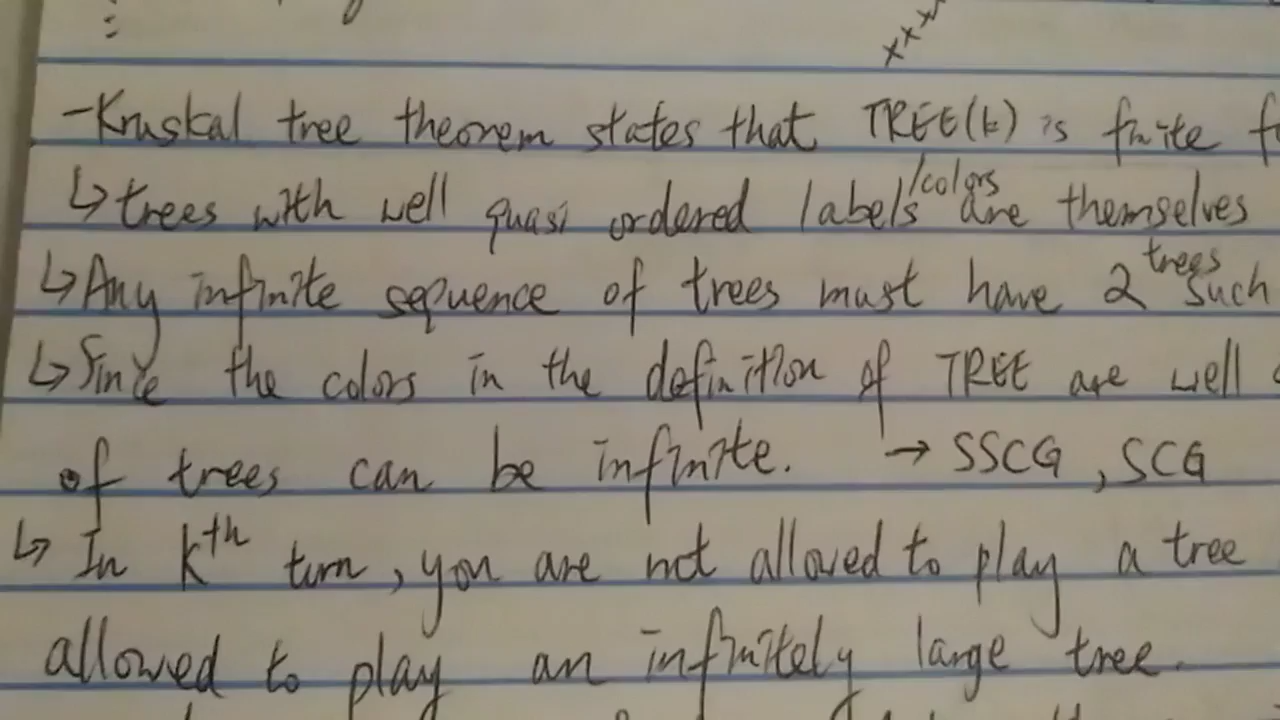 -Kruskal tree theorem states that TREE(k) is finite f
↳ trees with well quasi ordered labels/colors are themselves
↳ Any infinite sequence of trees must have 2 trees such
↳ Since the colors in the definition of TREE are well
of trees can be infinite. → SSCG, SCG
↳ In kth turn, you are not allowed to play a tree
allowed to play an infinitely large tree.